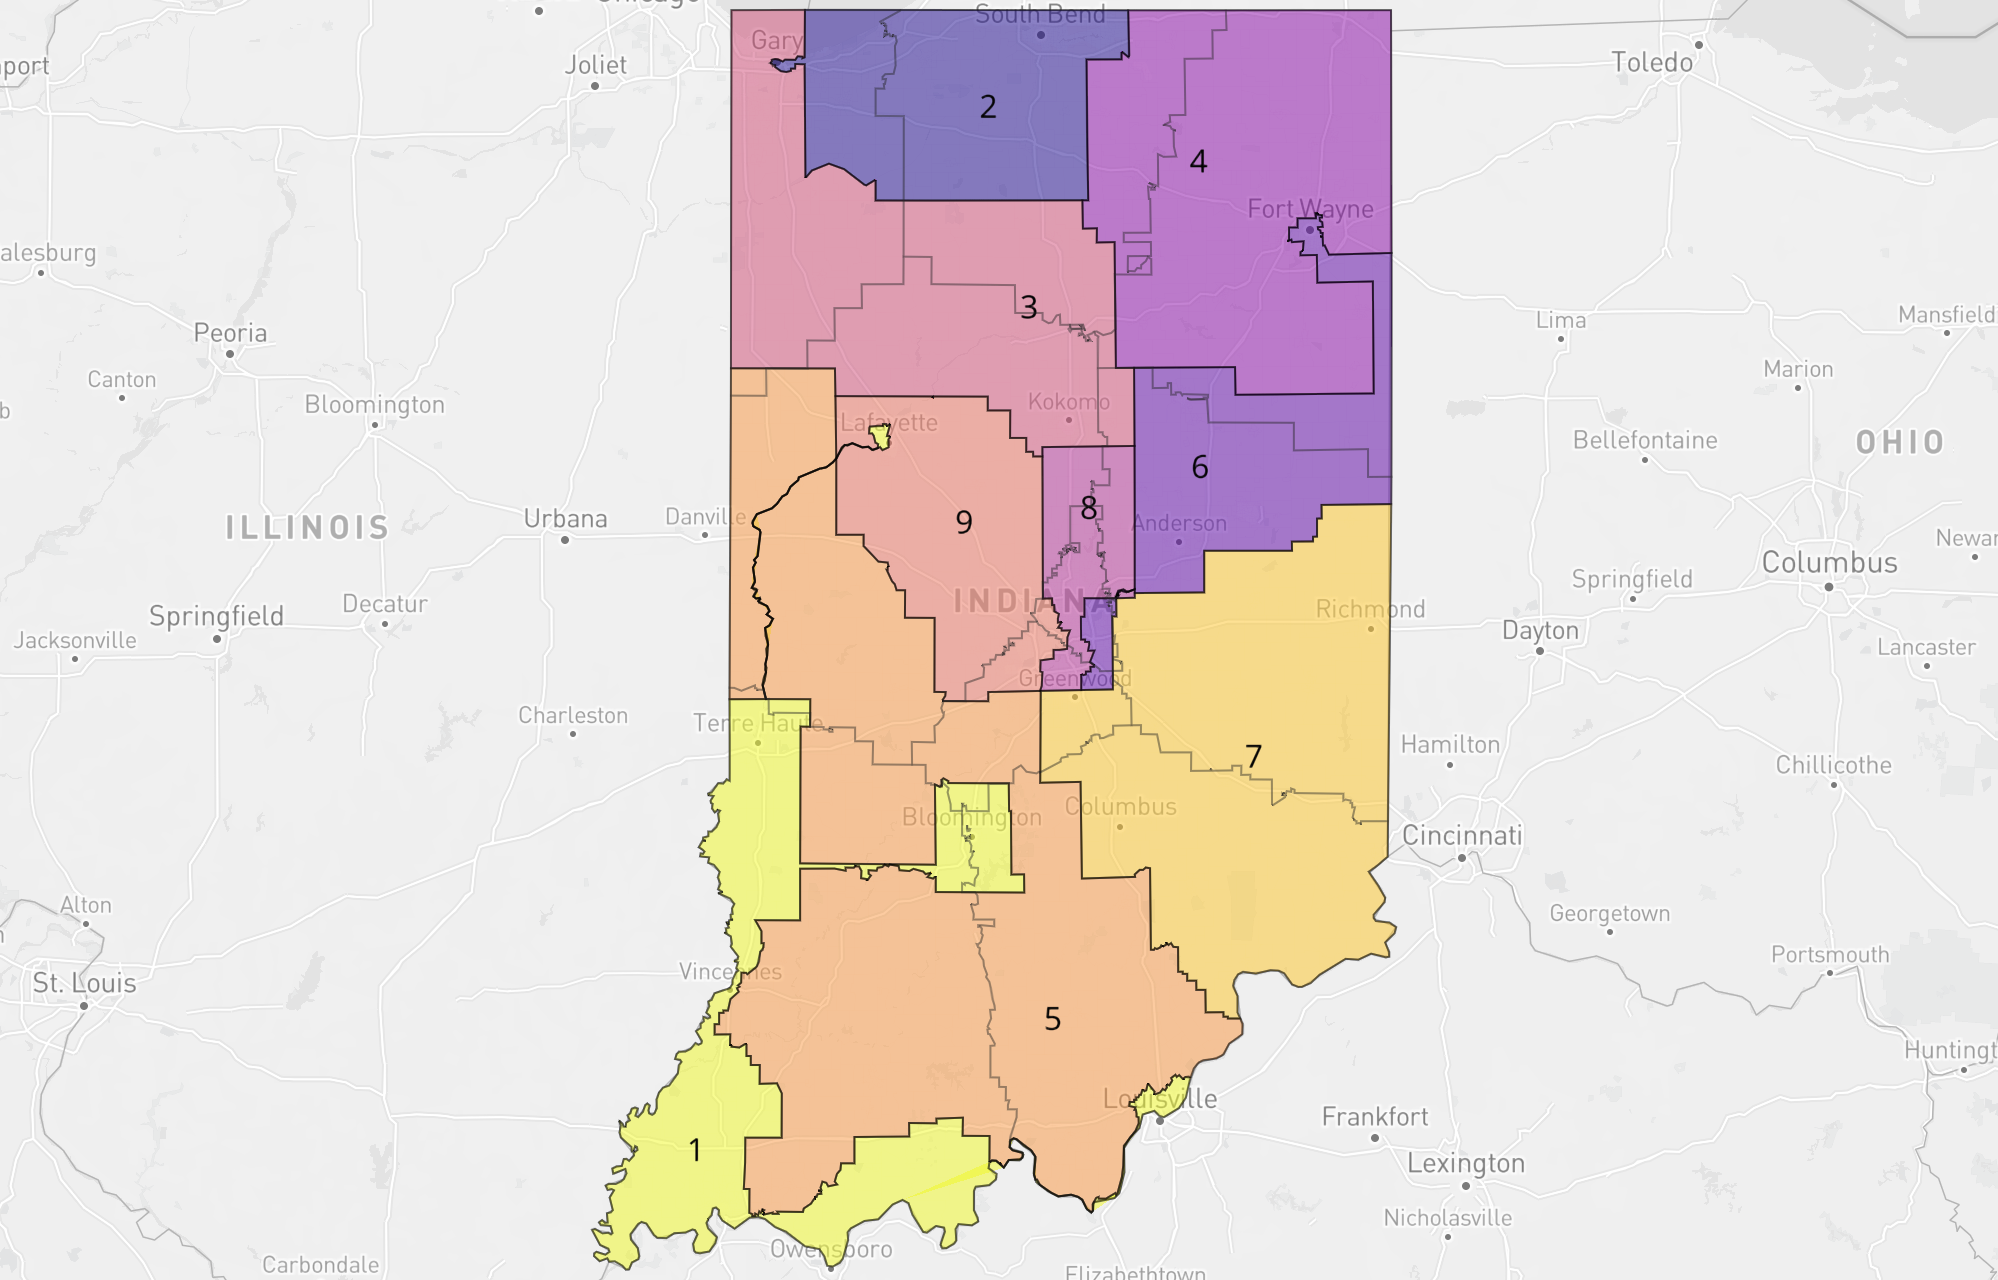 Chicago
South Bend
Gary
Toledo
Joliet
port
2
4
Fort Wayne
alesburg
3
Lima
Mansfield
Peoria
Canton
Marion
Bloomington
Kokomo
Lafayette
b
Bellefontaine
OHIO
6
8
9
ILLINOIS
Urbana
Danville
Anderson
Newar
Columbus
Springfield
INDIANA
Richmond
Springfield
Decatur
Dayton
Jacksonville
Lancaster
Greenwood
Charleston
Terre Haute
Hamilton
7
Chillicothe
Bloomington
Columbus
Cincinnati
Alton
Georgetown
n
Portsmouth
Vincennes
St. Louis
5
Huntingt
Louisville
Frankfort
1
Lexington
Nicholasville
Owensboro
Carbondale
Elizabethtown